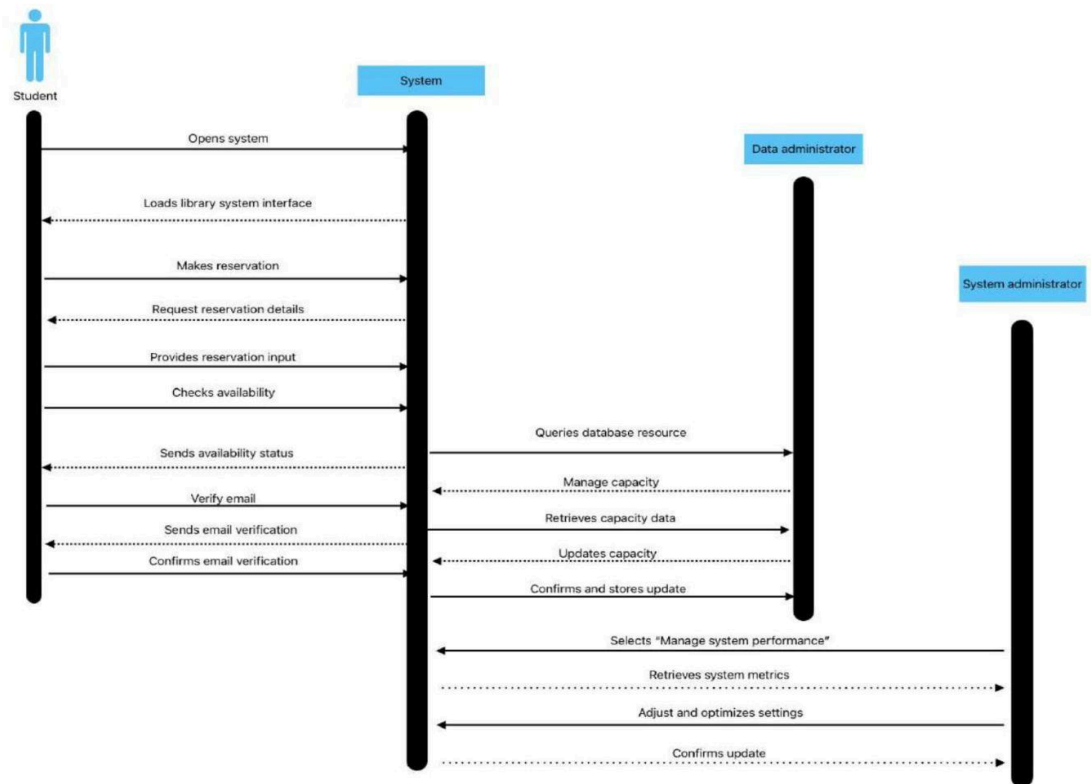 Student
System
Opens system
Data administrator
Loads library system interface
Makes reservation
System administrator
Request reservation details
Provides reservation input
Checks availability
Queries database resource
Sends availability status
Manage capacity
Verify email
Retrieves capacity data
Sends email verification
Updates capacity
Confirms email verification
Confirms and stores update
Selects “Manage system performance”
Retrieves system metrics
Adjust and optimizes settings
Confirms update